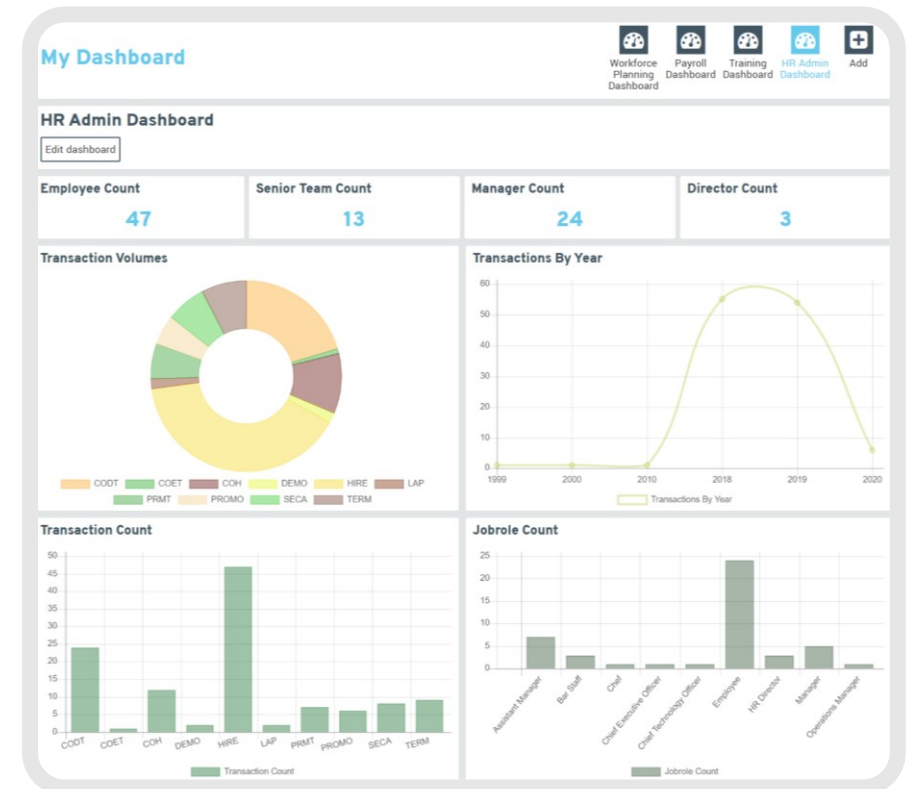 My Dashboard
Workforce Planning Dashboard
Payroll Dashboard
Training Dashboard
HR Admin Dashboard
Add
HR Admin Dashboard
Edit dashboard
Employee Count
47
Senior Team Count
13
Manager Count
24
Director Count
3
Transaction Volumes
CODT COET COH DEMO HIRE LAP
PRMT PROMO SECA TERM
Transactions By Year
60
50
40
30
20
10
0
1999 2000 2010 2018 2019 2020
Transactions By Year
Transaction Count
50
45
40
35
30
25
20
15
10
5
0
CODT COET COH DEMO HIRE LAP PRMT PROMO SECA TERM
Transaction Count
Jobrole Count
25
20
15
10
5
0
Assistant Manager
Bar Staff
Chef
Chief Executive Officer
Chief Technology Officer
Employee
HR Director
Manager
Operations Manager
Jobrole Count